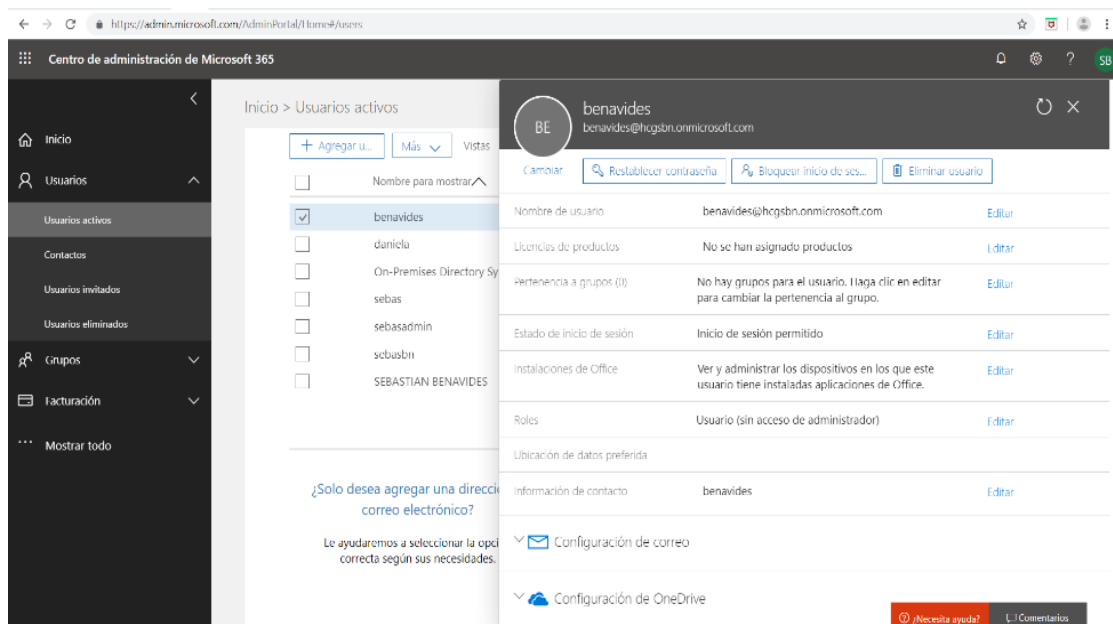 https://admin.microsoft.com/AdminPortal/Home#/users
Centro de administración de Microsoft 365
SB
Inicio
Usuarios
Usuarios activos
Contactos
Usuarios invitados
Usuarios eliminados
Grupos
Facturación
Mostrar todo
Inicio > Usuarios activos
Agregar u...
Más
Vistas
Nombre para mostrar
benavides
daniela
On-Premises Directory Sy
sebas
sebasadmin
sebasbn
SEBASTIAN BENAVIDES
¿Solo desea agregar una direcci
correo electrónico?
Le ayudaremos a seleccionar la opci
correcta según sus necesidades.
BE
benavides
benavides@hcgsbn.onmicrosoft.com
Cambiar
Restablecer contraseña
Bloquear inicio de ses...
Eliminar usuario
Nombre de usuario benavides@hcgsbn.onmicrosoft.com Editar
Licencias de productos No se han asignado productos Editar
Pertenencia a grupos (0) No hay grupos para el usuario. Haga clic en editar Editar
para cambiar la pertenencia al grupo.
Estado de inicio de sesión Inicio de sesión permitido Editar
Instalaciones de Office Ver y administrar los dispositivos en los que este Editar
usuario tiene instaladas aplicaciones de Office.
Roles Usuario (sin acceso de administrador) Editar
Ubicación de datos preferida
Información de contacto benavides Editar
Configuración de correo
Configuración de OneDrive
¿Necesita ayuda?
Comentarios